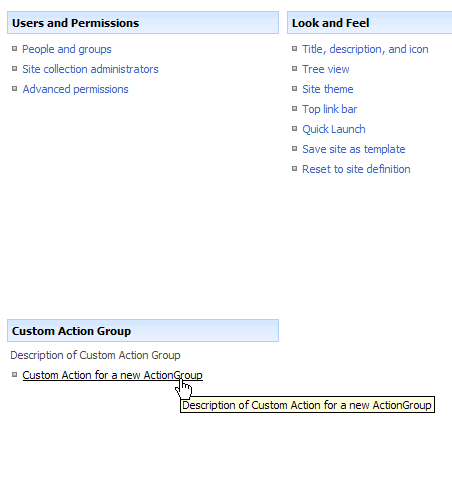 Users and Permissions
People and groups
Site collection administrators
Advanced permissions
Look and Feel
Title, description, and icon
Tree view
Site theme
Top link bar
Quick Launch
Save site as template
Reset to site definition
Custom Action Group
Description of Custom Action Group
Custom Action for a new ActionGroup
Description of Custom Action for a new ActionGroup